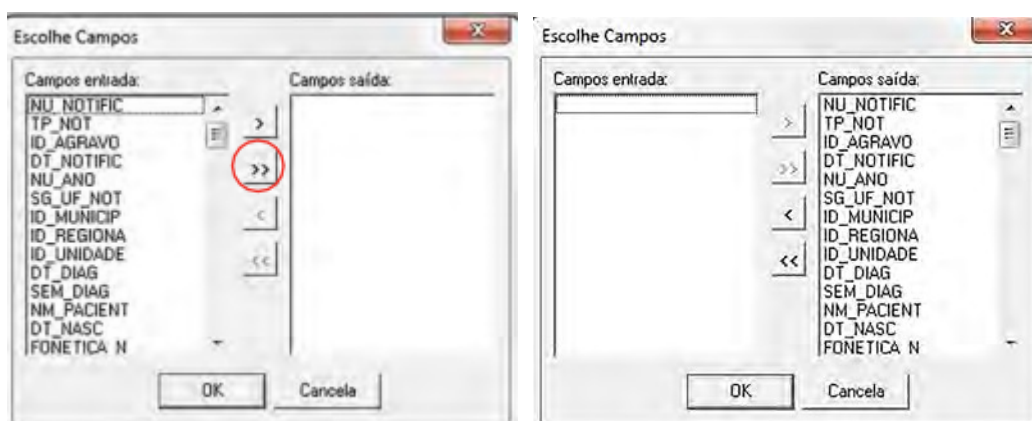 Escolhe Campos
Campos entrada:
NU_NOTIFIC
TP_NOT
ID_AGRAVO
DT_NOTIFIC
NU_ANO
SG_UF_NOT
ID_MUNICIP
ID_REGIONA
ID_UNIDADE
DT_DIAG
SEM_DIAG
NM_PACIENT
DT_NASC
FONETICA_N
>
>>
<
<<
Campos saída:
OK
Cancela
Escolhe Campos
Campos entrada:
>
>>
<
<<
Campos saída:
NU_NOTIFIC
TP_NOT
ID_AGRAVO
DT_NOTIFIC
NU_ANO
SG_UF_NOT
ID_MUNICIP
ID_REGIONA
ID_UNIDADE
DT_DIAG
SEM_DIAG
NM_PACIENT
DT_NASC
FONETICA_N
OK
Cancela